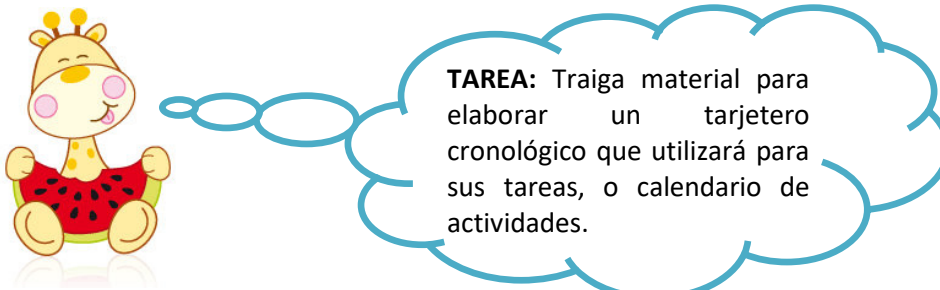 TAREA: Traiga material para
elaborar un tarjetero
cronológico que utilizará para
sus tareas, o calendario de
actividades.